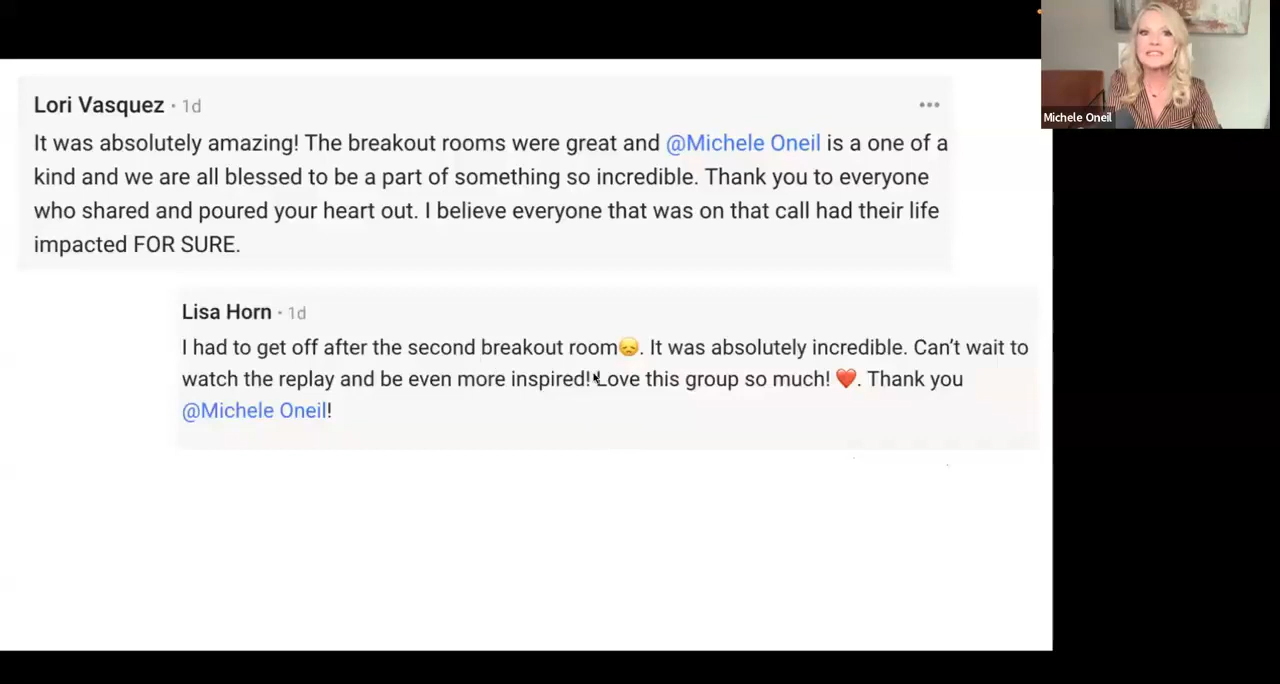 Lori Vasquez · 1d
It was absolutely amazing! The breakout rooms were great and @Michele Oneil is a one of a
kind and we are all blessed to be a part of something so incredible. Thank you to everyone
who shared and poured your heart out. I believe everyone that was on that call had their life
impacted FOR SURE.
Lisa Horn · 1d
I had to get off after the second breakout room😞. It was absolutely incredible. Can’t wait to
watch the replay and be even more inspired! Love this group so much! ❤️. Thank you
@Michele Oneil!
Michele Oneil